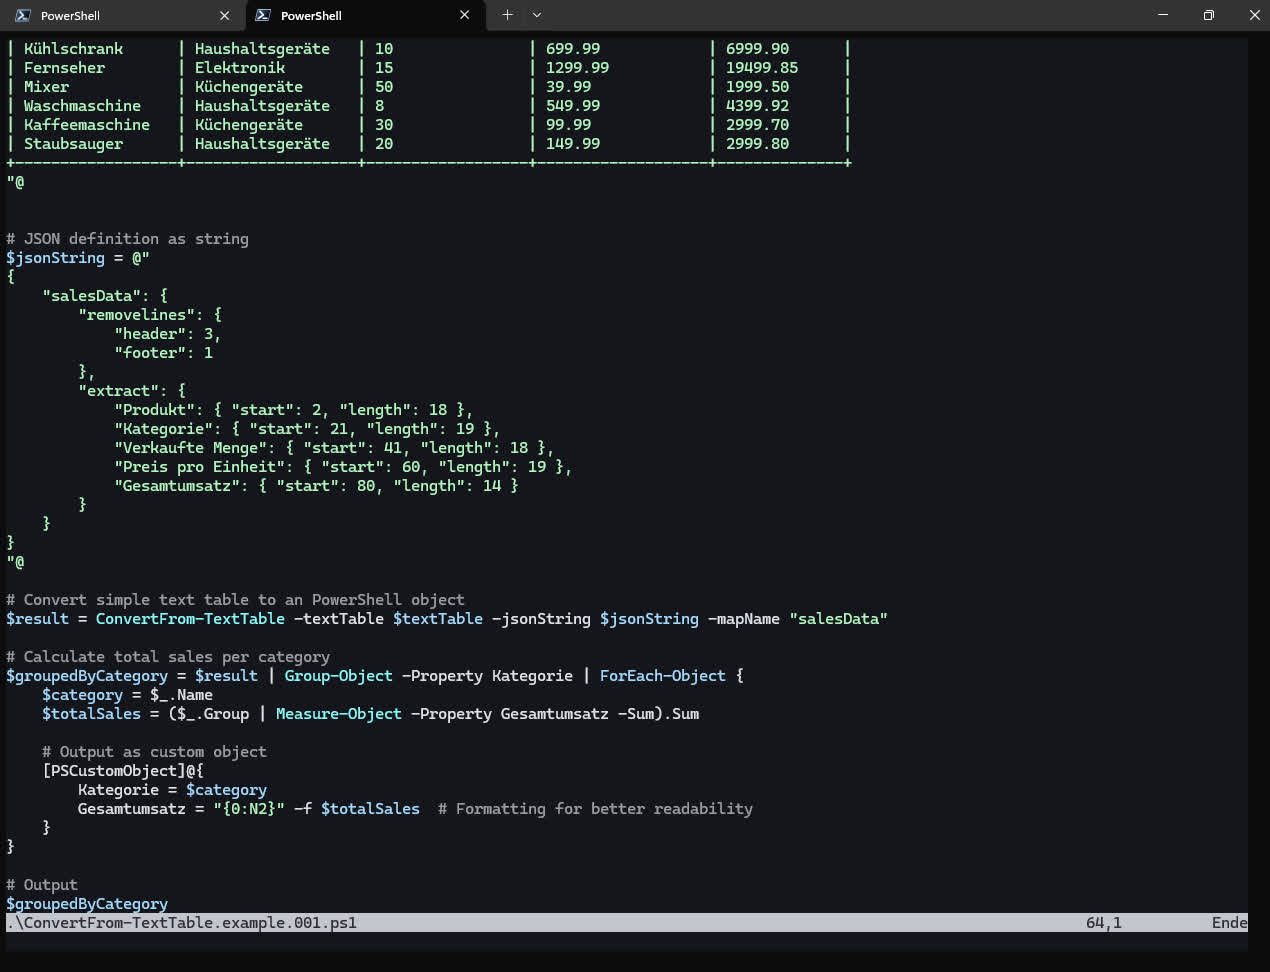 PowerShell
PowerShell
| Kühlschrank      | Haushaltsgeräte   | 10               | 699.99            | 6999.90      |
| Fernseher        | Elektronik        | 15               | 1299.99           | 19499.85     |
| Mixer            | Küchengeräte      | 50               | 39.99             | 1999.50      |
| Waschmaschine    | Haushaltsgeräte   | 8                | 549.99            | 4399.92      |
| Kaffeemaschine   | Küchengeräte      | 30               | 99.99             | 2999.70      |
| Staubsauger      | Haushaltsgeräte   | 20               | 149.99            | 2999.80      |
+------------------+-------------------+------------------+-------------------+--------------+
"@
# JSON definition as string
$jsonString = @"
{
    "salesData": {
        "removelines": {
            "header": 3,
            "footer": 1
        },
        "extract": {
            "Produkt": { "start": 2, "length": 18 },
            "Kategorie": { "start": 21, "length": 19 },
            "Verkaufte Menge": { "start": 41, "length": 18 },
            "Preis pro Einheit": { "start": 60, "length": 19 },
            "Gesamtumsatz": { "start": 80, "length": 14 }
        }
    }
}
"@
# Convert simple text table to an PowerShell object
$result = ConvertFrom-TextTable -textTable $textTable -jsonString $jsonString -mapName "salesData"
# Calculate total sales per category
$groupedByCategory = $result | Group-Object -Property Kategorie | ForEach-Object {
    $category = $_.Name
    $totalSales = ($_.Group | Measure-Object -Property Gesamtumsatz -Sum).Sum
    # Output as custom object
    [PSCustomObject]@{
        Kategorie = $category
        Gesamtumsatz = "{0:N2}" -f $totalSales  # Formatting for better readability
    }
}
# Output
$groupedByCategory
.\ConvertFrom-TextTable.example.001.ps1 64,1 Ende